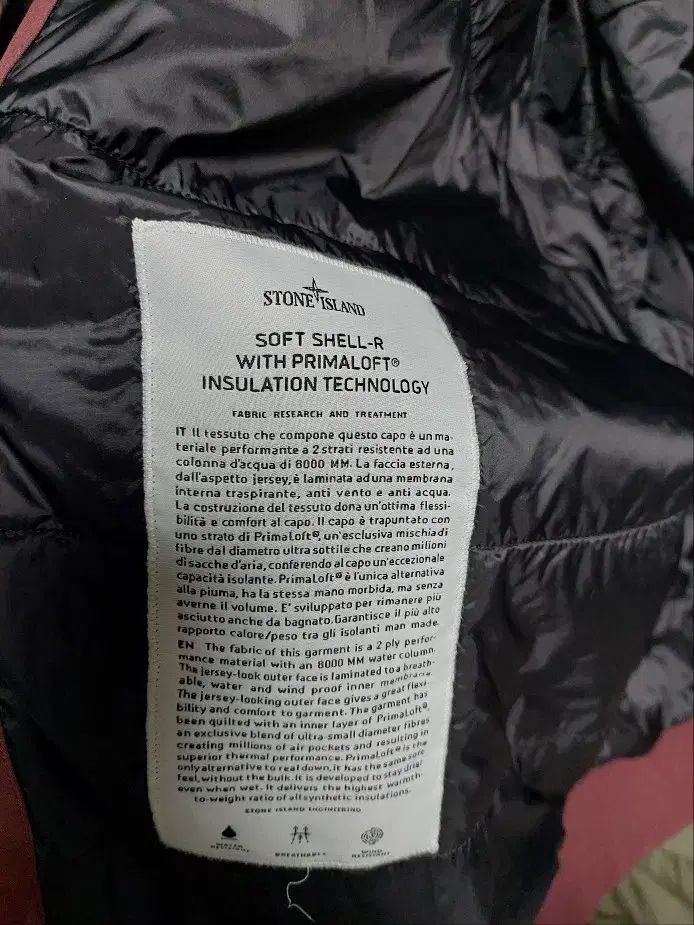 STONE ISLAND
SOFT SHELL-R
WITH PRIMALOFT®
INSULATION TECHNOLOGY
FABRIC RESEARCH AND TREATMENT
IT Il tessuto che compone questo capo è un ma-
teriale performante a 2 strati resistente ad una
colonna d'acqua di 8000 MM. La faccia esterna,
dall'aspetto jersey, è laminata ad una membrana
interna traspirante, anti vento e anti acqua.
La costruzione del tessuto dona un'ottima flessi-
bilità e comfort al capo. Il capo è trapuntato con
uno strato di PrimaLoft®, un'esclusiva mischia di
fibre dal diametro ultra sottile che creano milioni
di sacche d'aria, conferendo al capo un'eccezionale
capacità isolante. PrimaLoft® è l'unica alternativa
alla piuma, ha la stessa mano morbida, ma senza
averne il volume. E' sviluppato per rimanere più
asciutto anche da bagnato. Garantisce il più alto
rapporto calore/peso tra gli isolanti man made.
EN The fabric of this garment is a 2 ply perfor-
mance material with an 8000 MM water column.
The jersey-look outer face is laminated to a breath-
able, water and wind proof inner membrane.
The jersey-looking outer face gives a great flexi-
bility and comfort to garment. The garment has
been quilted with an inner layer of PrimaLoft®,
an exclusive blend of ultra-small diameter fibres
creating millions of air pockets and resulting in
superior thermal performance. PrimaLoft® is the
only alternative to real down, it has the same soft
feel, without the bulk. It is developed to stay drier
even when wet. It delivers the highest warmth-
to-weight ratio of all synthetic insulations.
STONE ISLAND ENGINEERING
WATER RESISTANT
BREATHABLE
WIND RESISTANT